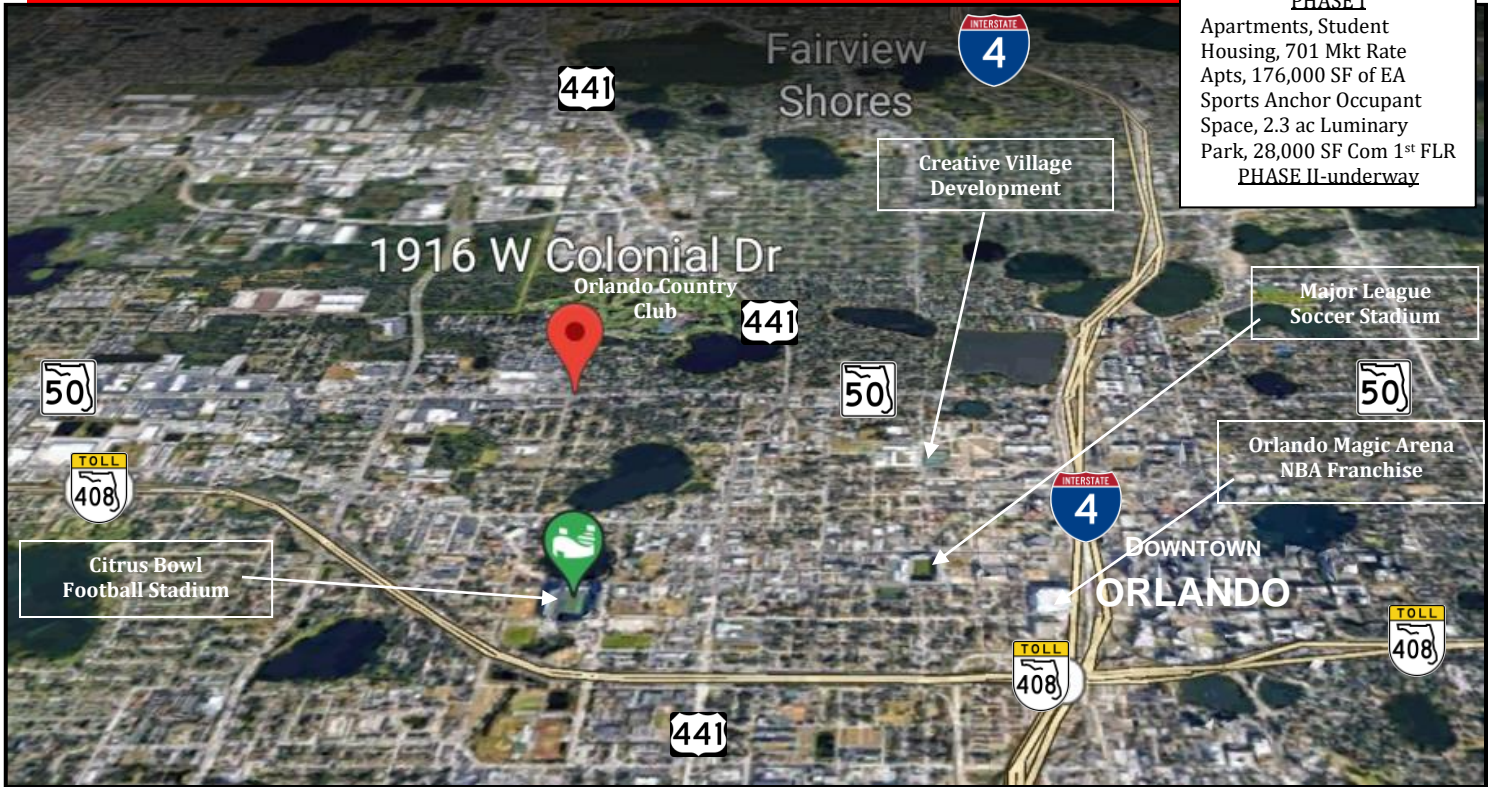 PHASE I
Apartments, Student
Housing, 701 Mkt Rate
Apts, 176,000 SF of EA
Sports Anchor Occupant
Space, 2.3 ac Luminary
Park, 28,000 SF Com 1st FLR
PHASE II-underway
INTERSTATE
4
Fairview
Shores
441
Creative Village
Development
1916 W Colonial Dr
Orlando Country
Club
441
Major League
Soccer Stadium
50
50
50
Orlando Magic Arena
NBA Franchise
TOLL
408
INTERSTATE
4
DOWNTOWN
ORLANDO
Citrus Bowl
Football Stadium
TOLL
408
TOLL
408
441